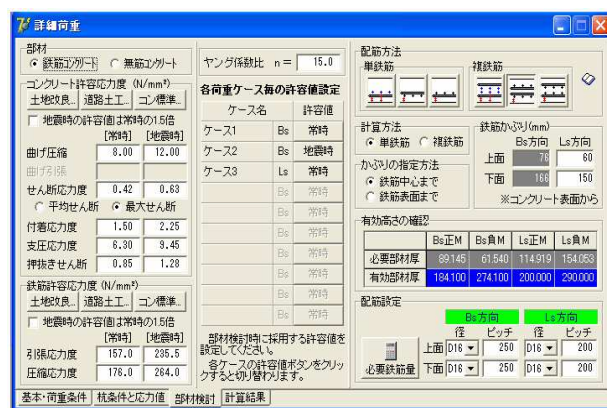 詳細荷重
部材
鉄筋コンクリート 無筋コンクリート
コンクリート許容応力度 (N/mm²)
土地改良.. 道路土工.. コン標準..
地震時の許容値は常時の1.5倍
[常時] [地震時]
曲げ圧縮 8.00 12.00
曲げ引張
せん断応力度 0.42 0.63
平均せん断 最大せん断
付着応力度 1.50 2.25
支圧応力度 6.30 9.45
押抜きせん断 0.85 1.28
鉄筋許容応力度 (N/mm²)
土地改良.. 道路土工.. コン標準..
地震時の許容値は常時の1.5倍
[常時] [地震時]
引張応力度 157.0 235.5
圧縮応力度 176.0 264.0
ヤング係数比 n＝ 15.0
各荷重ケース毎の許容値設定
ケース名 許容値
ケース1 Bs 常時
ケース2 Bs 地震時
ケース3 Ls 常時
Bs 常時
Bs 常時
Bs 常時
Bs 常時
Bs 常時
Bs 常時
Bs 常時
部材検討時に採用する許容値を
設定してください。
各ケースの許容値ボタンをクリッ
クすると切り替わります。
配筋方法
単鉄筋 複鉄筋
計算方法
単鉄筋 複鉄筋
かぶりの指定方法
鉄筋中心まで
鉄筋表面まで
鉄筋かぶり(mm)
Bs方向 Ls方向
上面 76 60
下面 166 150
※コンクリート表面から
有効高さの確認
Bs正M Bs負M Ls正M Ls負M
必要部材厚 89.145 61.540 114.919 154.053
有効部材厚 184.100 274.100 200.000 290.000
配筋設定
Bs方向 Ls方向
径 ピッチ 径 ピッチ
上面 D16 250 D16 200
必要鉄筋量 下面 D16 250 D16 200
基本・荷重条件 杭条件と応力値 部材検討 計算結果